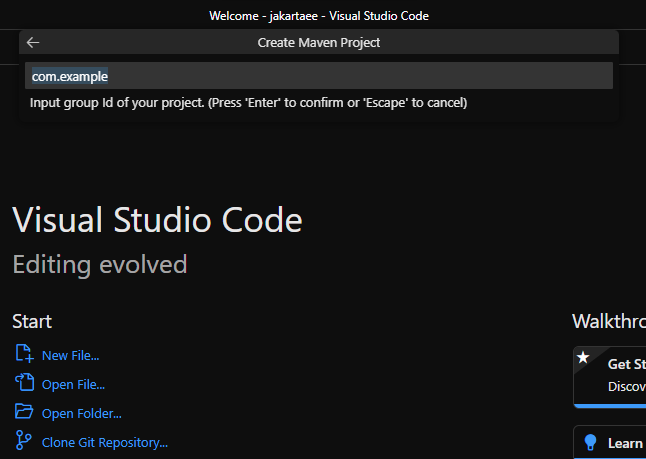 Welcome - jakartaee - Visual Studio Code
Create Maven Project
com.example
Input group Id of your project. (Press 'Enter' to confirm or 'Escape' to cancel)
Visual Studio Code
Editing evolved
Start
Walkthro
New File...
Get St
Open File...
Discov
Open Folder...
Clone Git Repository...
Learn